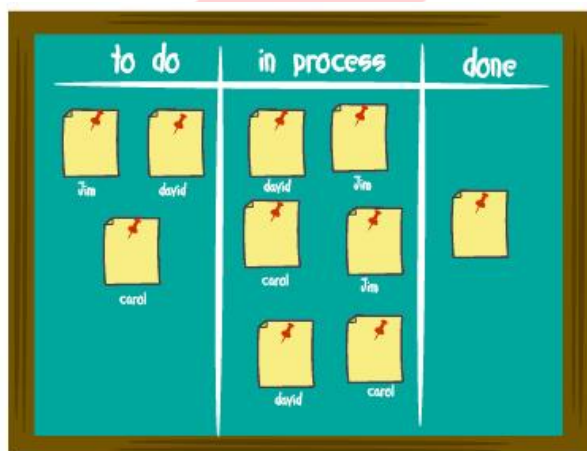 to do in process done
Jim david
david Jim
carol
carol Jim
david carol